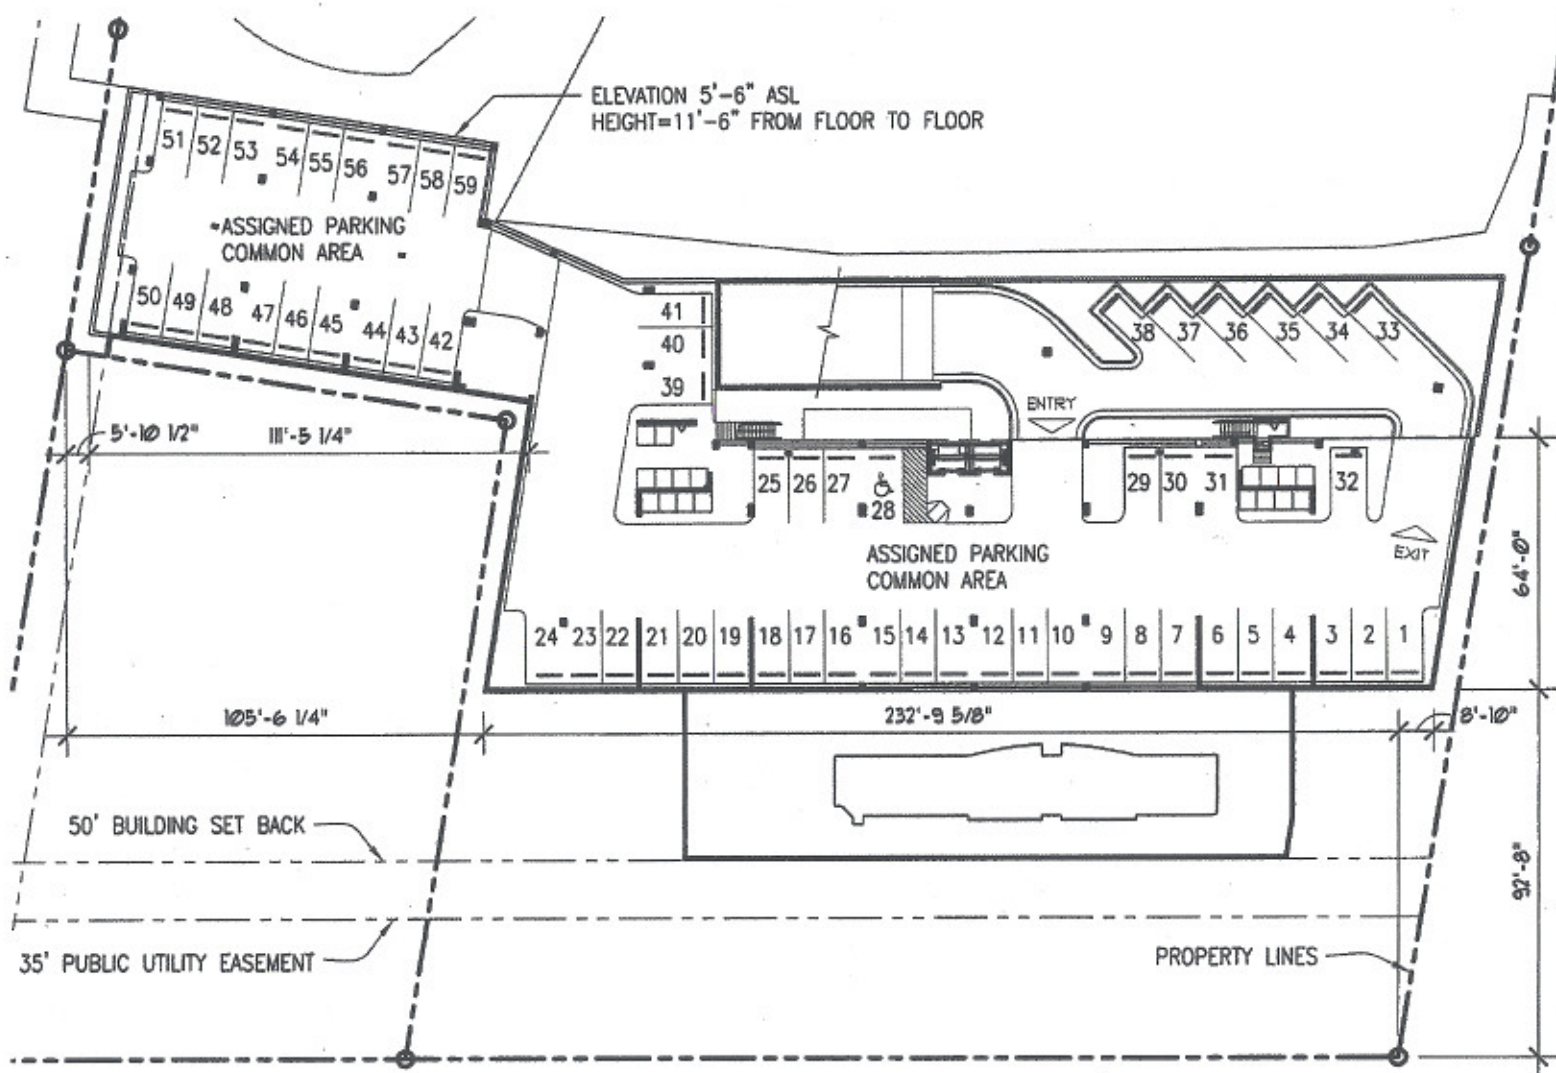 ELEVATION 5'-6" ASL
HEIGHT=11'-6" FROM FLOOR TO FLOOR
51 52 53 54 55 56 57 58 59
ASSIGNED PARKING
COMMON AREA
50 49 48 47 46 45 44 43 42
41
40
39
38 37 36 35 34 33
ENTRY
5'-10 1/2"
111'-5 1/4"
25 26 27 28
29 30 31 32
EXIT
ASSIGNED PARKING
COMMON AREA
64'-0"
24 23 22 21 20 19 18 17 16 15 14 13 12 11 10 9 8 7 6 5 4 3 2 1
105'-6 1/4"
232'-9 5/8"
8'-10"
50' BUILDING SET BACK
92'-8"
35' PUBLIC UTILITY EASEMENT
PROPERTY LINES